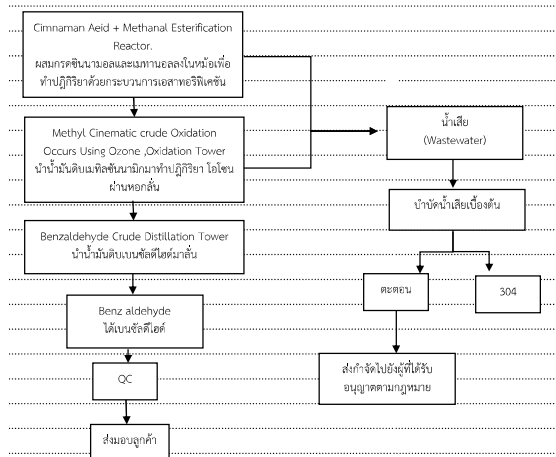 Cimnaman Aeid + Methanal Esterification
Reactor.
ผสมกรดซินนามอลและเมทานอลลงในหม้อเพื่อ
ทำปฏิกิริยาด้วยกระบวนการเอสาทอริฟิเคชัน
Methyl Cinematic crude Oxidation
Occurs Using Ozone ,Oxidation Tower
นำน้ำมันดิบเมทิลซันนามิกมาทำปฏิกิริยา โอโซน
ผ่านหอกลั่น
Benzaldehyde Crude Distillation Tower
นำน้ำมันดิบเบนซัลดีไฮด์มาลั่น
Benz aldehyde
ได้เบนซัลดีไฮด์
QC
ส่งมอบลูกค้า
น้ำเสีย
(Wastewater)
บำบัดน้ำเสียเบื้องต้น
ตะตอน
304
ส่งกำจัดไปยังผู้ที่ได้รับ
อนุญาตตามกฎหมาย